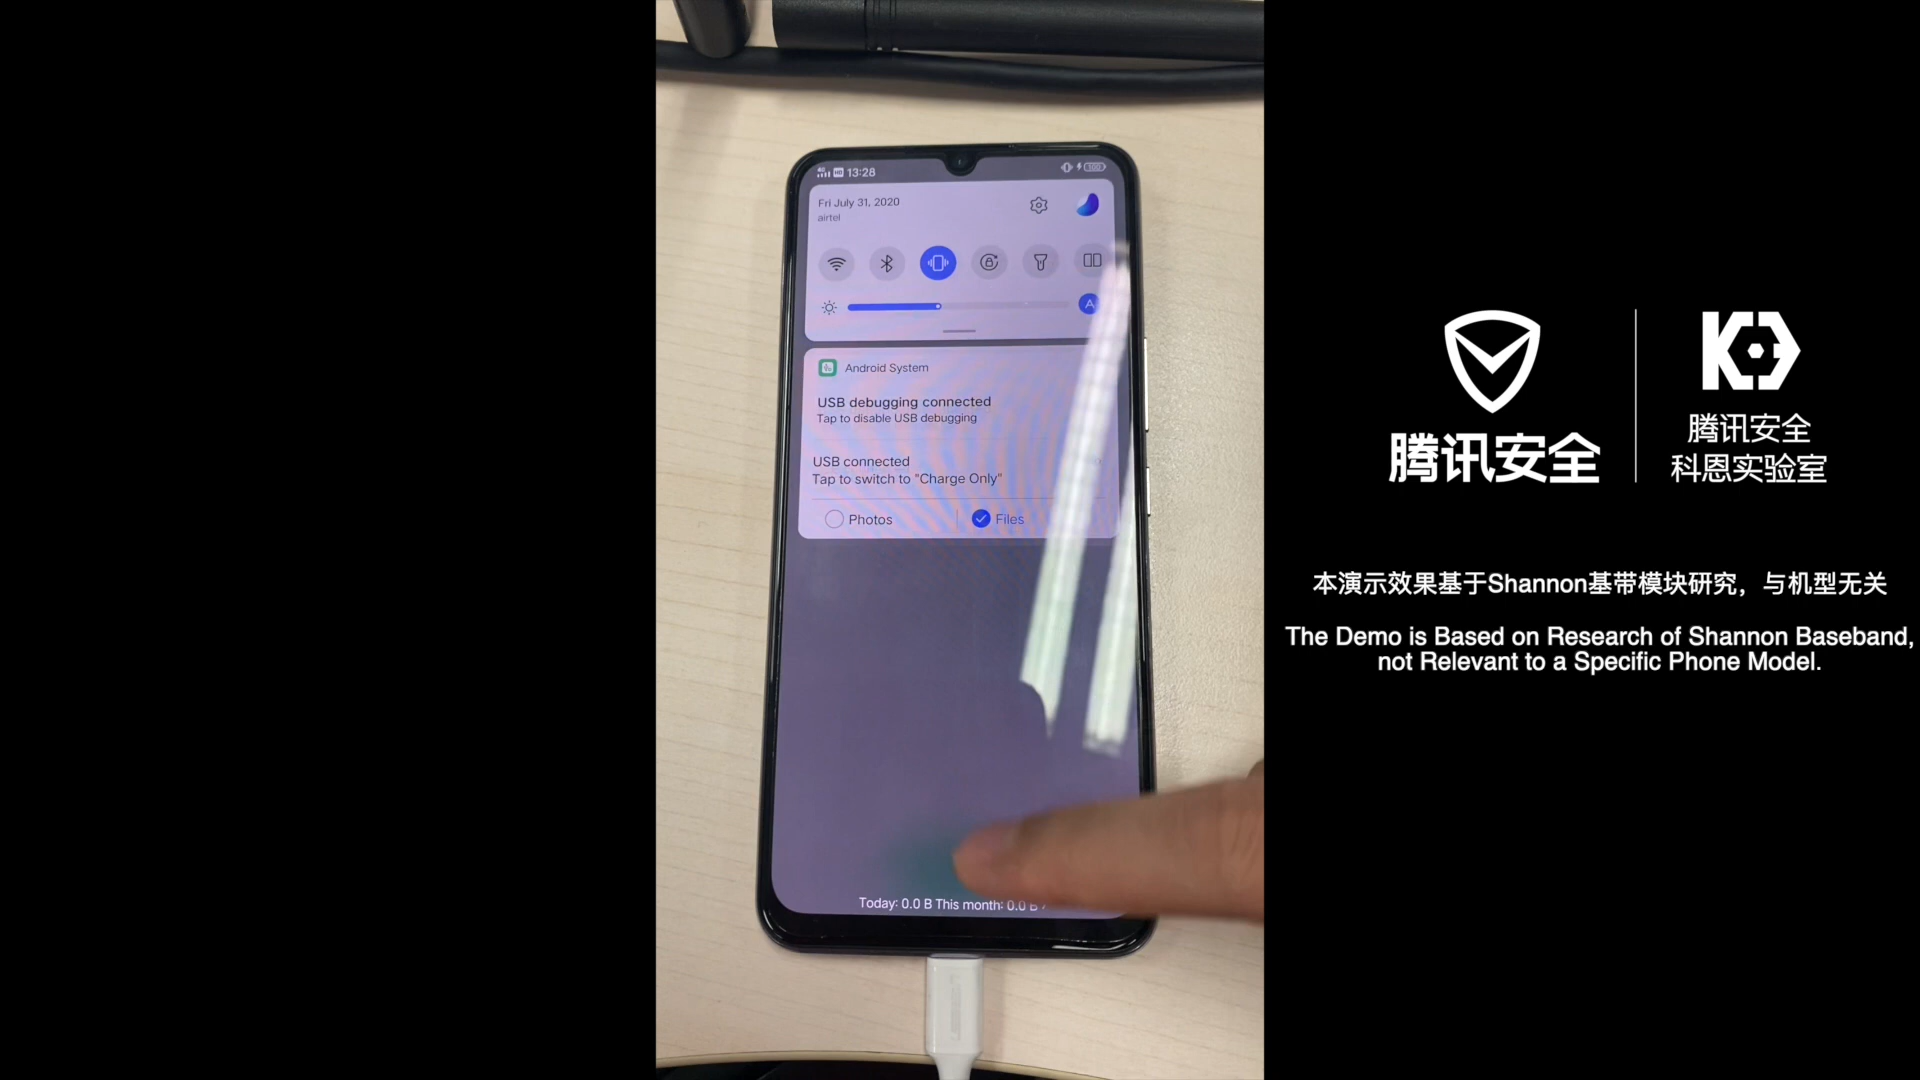 4G HD 13:28
100
Fri July 31, 2020
airtel
A
Android System
USB debugging connected
Tap to disable USB debugging
USB connected
Tap to switch to "Charge Only"
Photos
Files
Today: 0.0 B This month: 0.0 B
腾讯安全
腾讯安全
科恩实验室
本演示效果基于Shannon基带模块研究，与机型无关
The Demo is Based on Research of Shannon Baseband,
not Relevant to a Specific Phone Model.